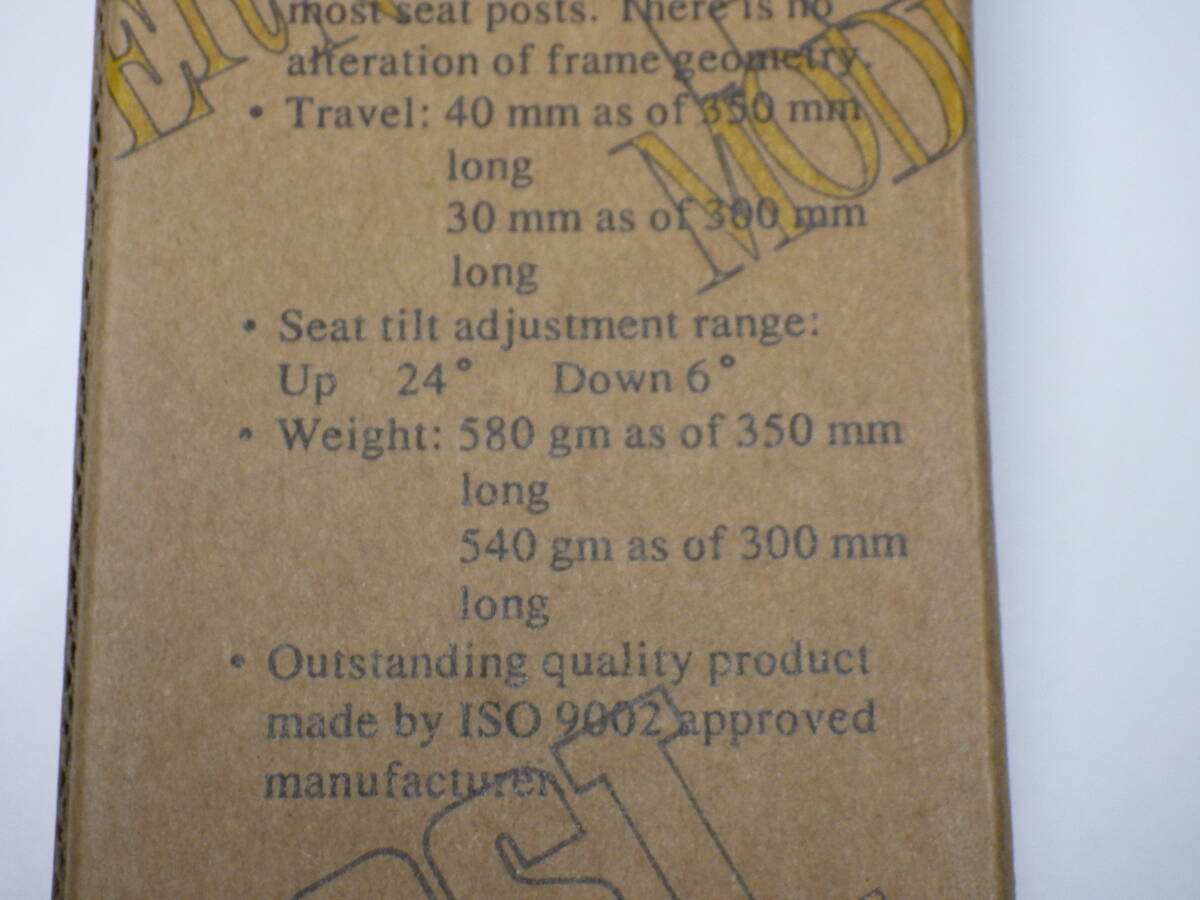 most seat posts. There is no
alteration of frame geometry.
• Travel: 40 mm as of 350 mm
long
30 mm as of 300 mm
long
• Seat tilt adjustment range:
Up 24° Down 6°
• Weight: 580 gm as of 350 mm
long
540 gm as of 300 mm
long
• Outstanding quality product
made by ISO 9002 approved
manufacturer